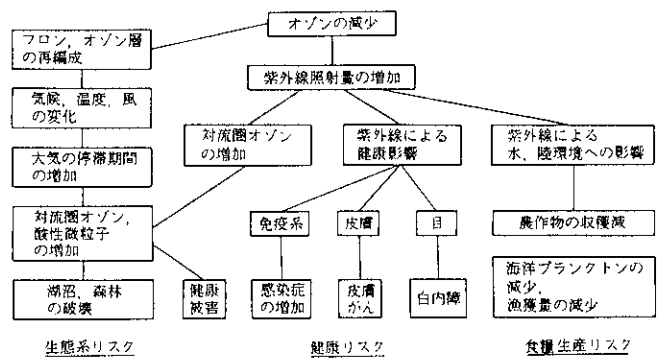 オゾンの減少
フロン，オゾン層
の再編成
紫外線照射量の増加
気候，温度，風
の変化
対流圏オゾン
の増加
紫外線による
健康影響
紫外線による
水，陸環境への影響
大気の停滞期間
の増加
対流圏オゾン，
酸性微粒子
の増加
免疫系
皮膚
目
農作物の収穫減
湖沼，森林
の破壊
健康
被害
感染症
の増加
皮膚
がん
白内障
海洋プランクトンの
減少，
漁獲量の減少
生態系リスク
健康リスク
食糧生産リスク